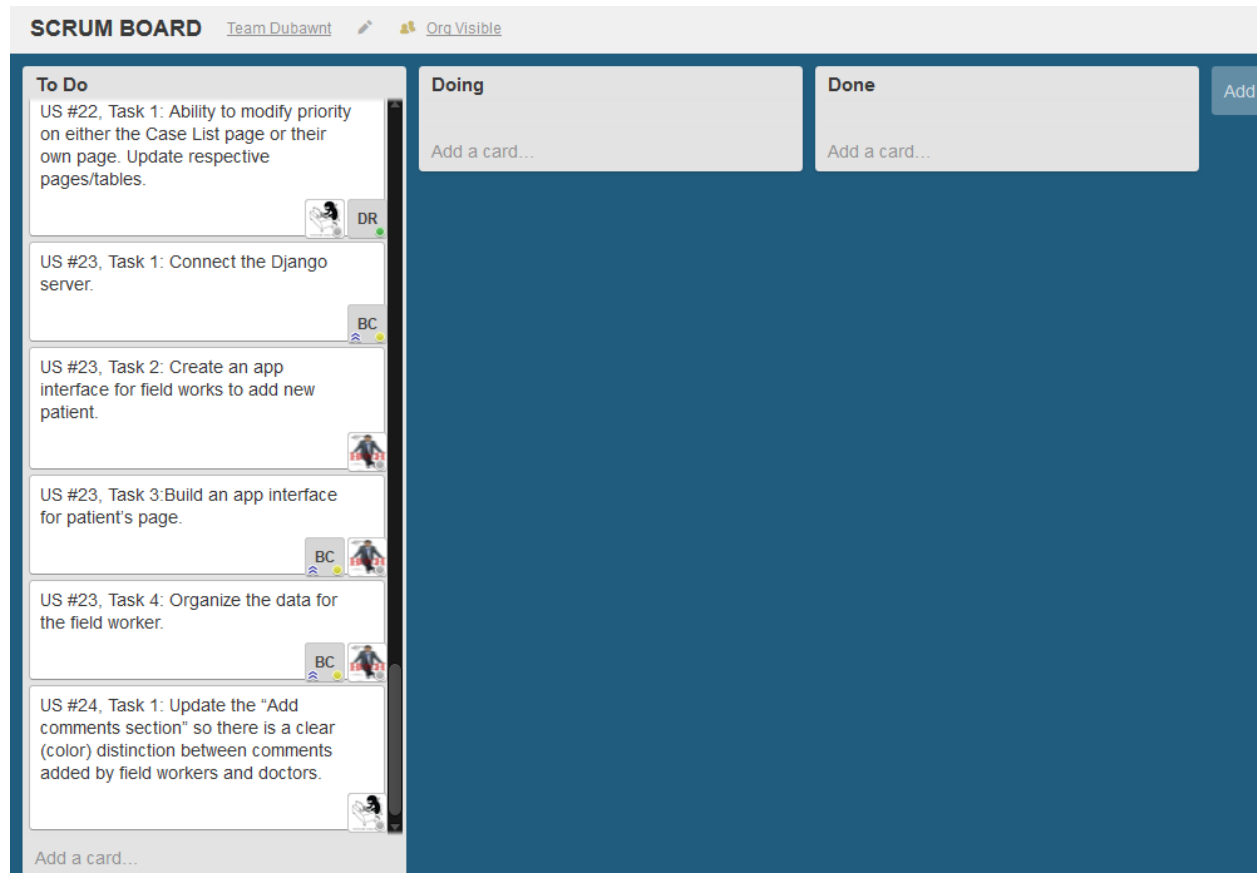 SCRUM BOARD Team Dubawnt Org Visible
To Do
US #22, Task 1: Ability to modify priority
on either the Case List page or their
own page. Update respective
pages/tables.
DR
US #23, Task 1: Connect the Django
server.
BC
US #23, Task 2: Create an app
interface for field works to add new
patient.
US #23, Task 3:Build an app interface
for patient's page.
BC
US #23, Task 4: Organize the data for
the field worker.
BC
US #24, Task 1: Update the “Add
comments section” so there is a clear
(color) distinction between comments
added by field workers and doctors.
Add a card...
Doing
Add a card...
Done
Add a card...
Add